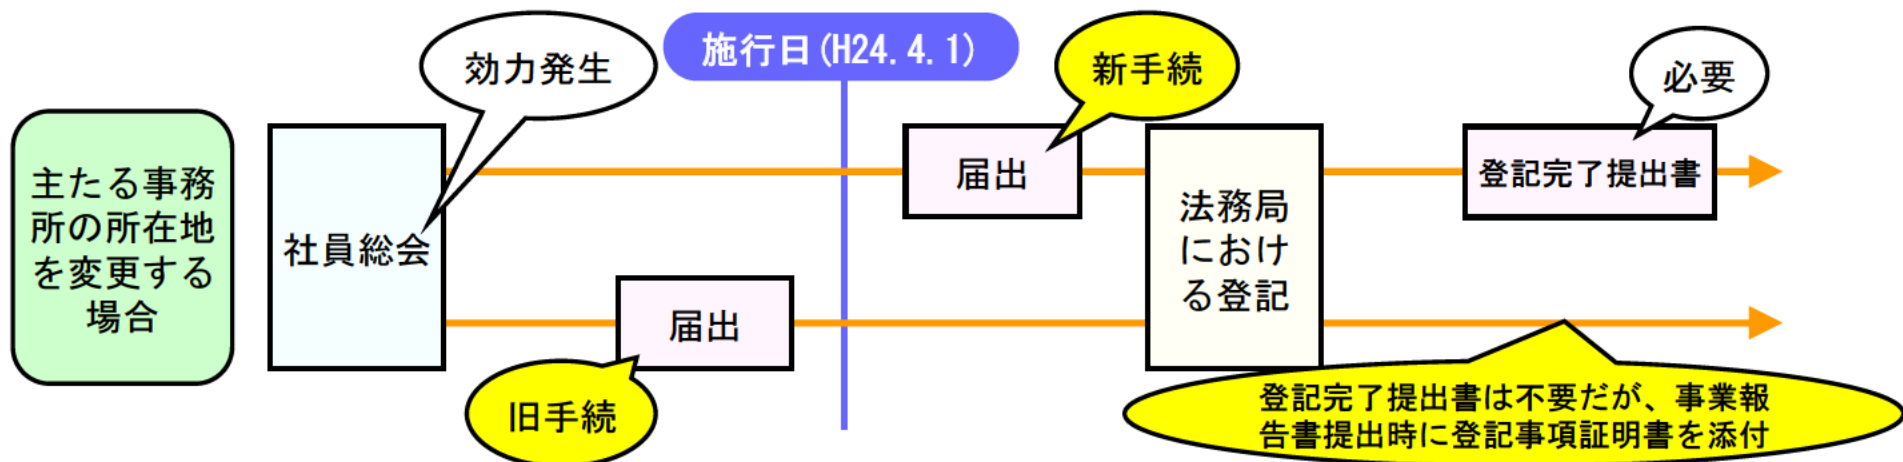 施行日(H24.4.1)
効力発生
新手続
必要
主たる事務
所の所在地
を変更する
場合
社員総会
届出
法務局
におけ
る登記
登記完了提出書
届出
旧手続
登記完了提出書は不要だが、事業報
告書提出時に登記事項証明書を添付